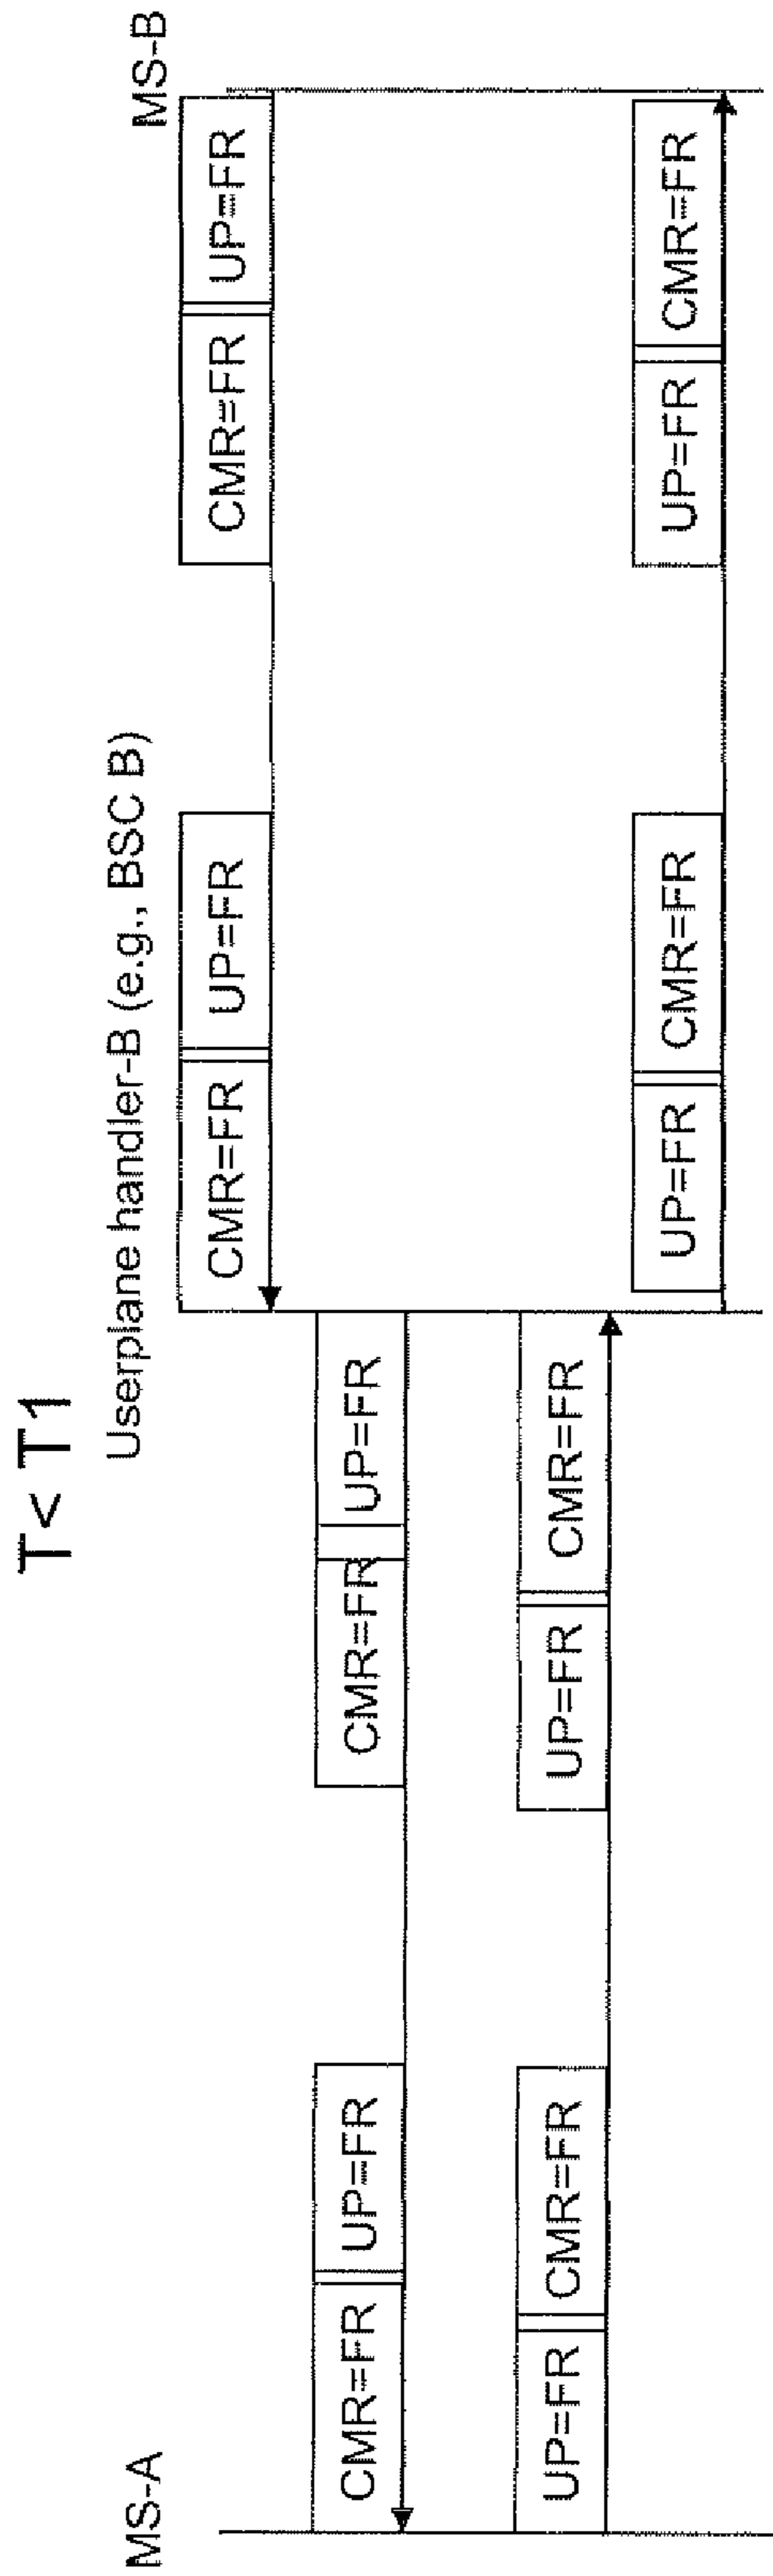 T< T1
MS-A
Userplane handler-B (e.g., BSC B)
MS-B
CMR=FR
UP=FR
CMR=FR
UP=FR
CMR=FR
UP=FR
CMR=FR
UP=FR
UP=FR
CMR=FR
UP=FR
CMR=FR
UP=FR
CMR=FR
UP=FR
CMR=FR